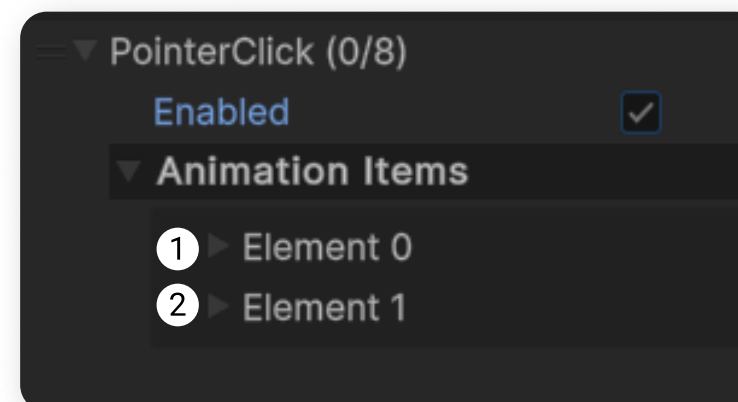 PointerClick (0/8)
Enabled
Animation Items
1 Element 0
2 Element 1